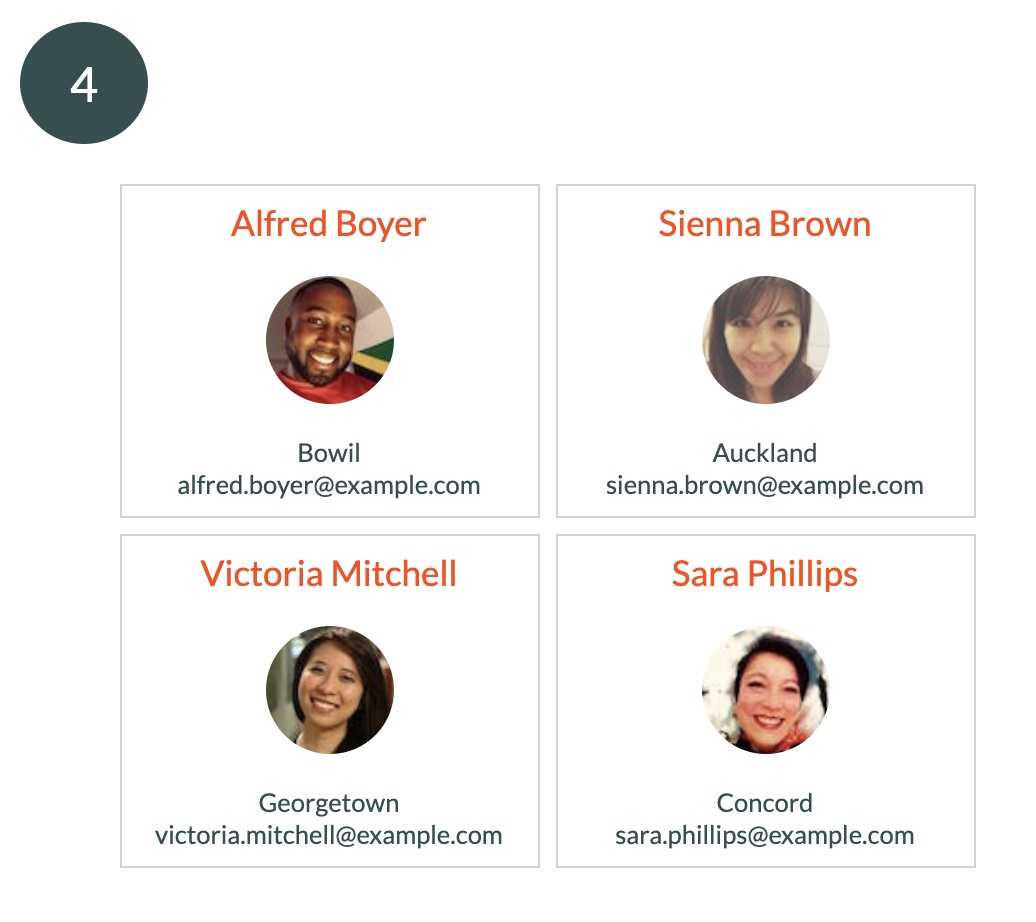 4
Alfred Boyer
Bowil
alfred.boyer@example.com
Sienna Brown
Auckland
sienna.brown@example.com
Victoria Mitchell
Georgetown
victoria.mitchell@example.com
Sara Phillips
Concord
sara.phillips@example.com